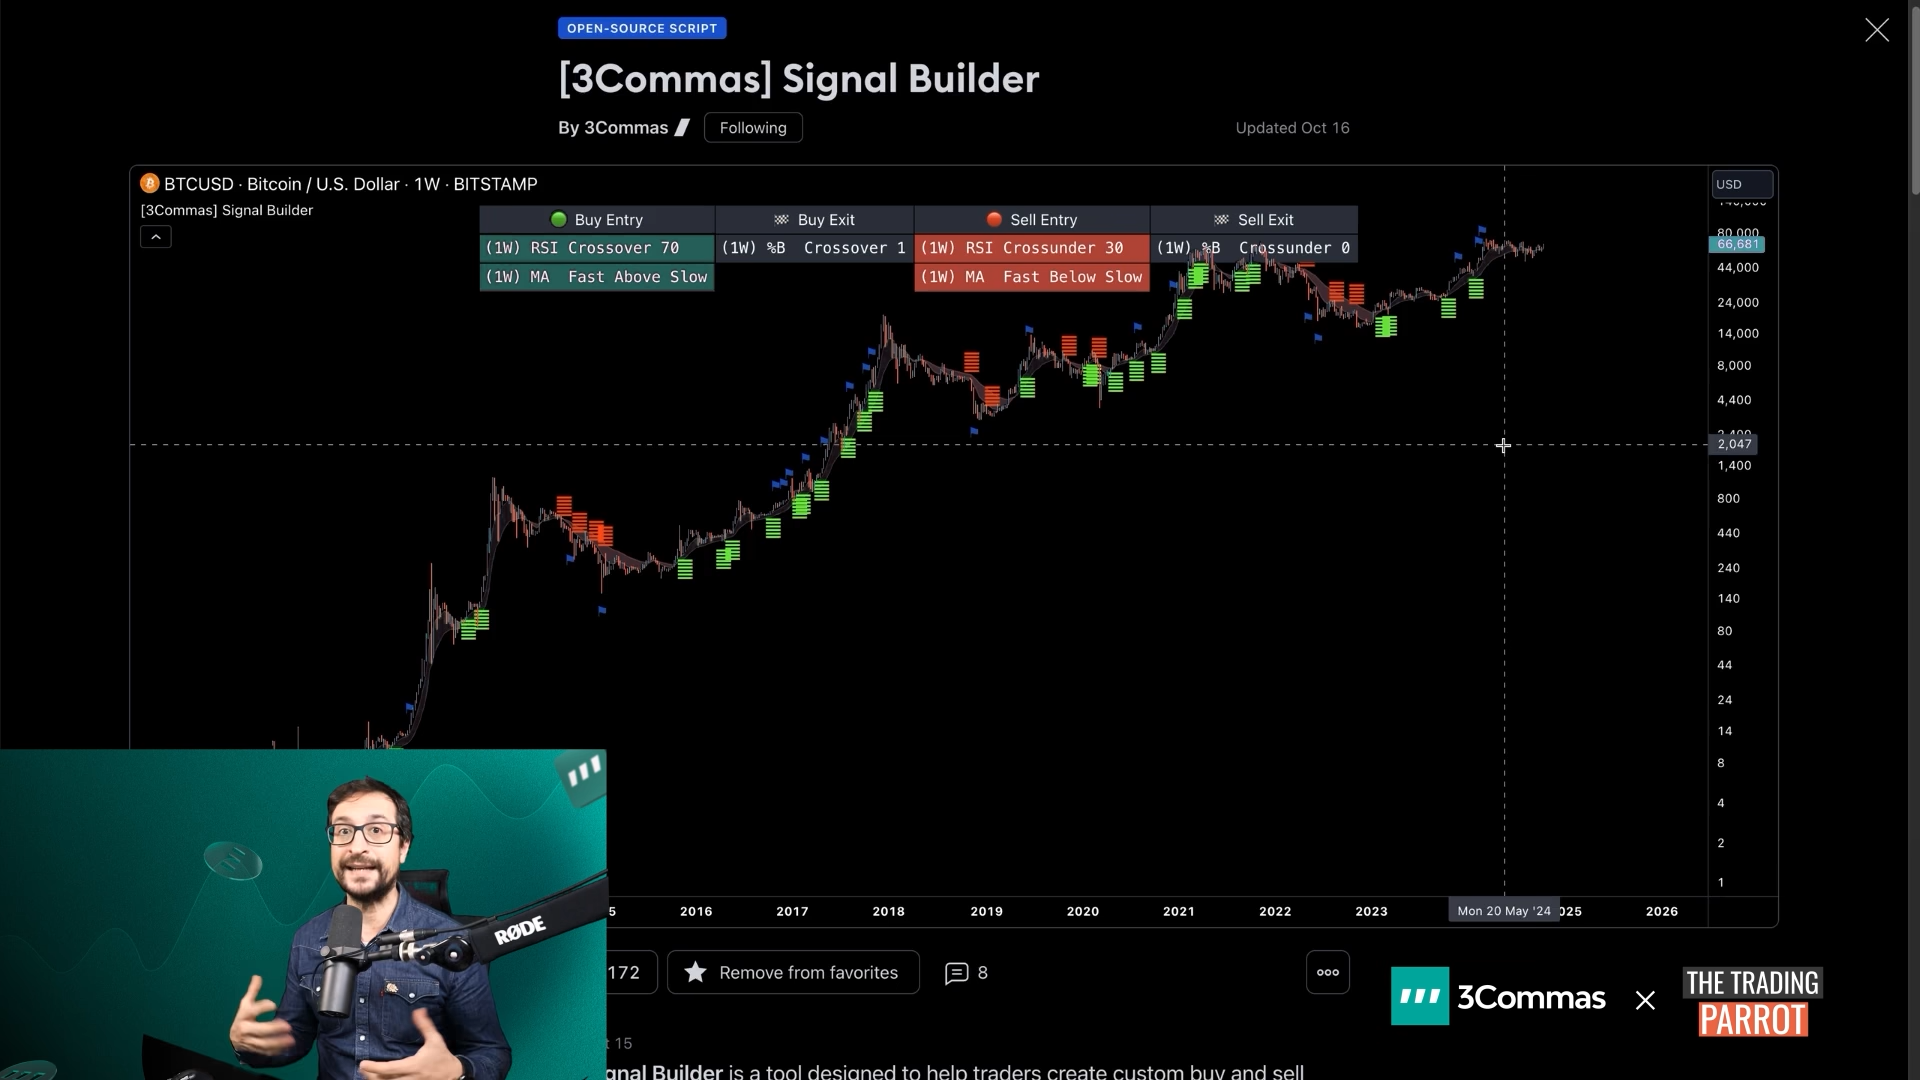 OPEN-SOURCE SCRIPT
[3Commas] Signal Builder
By 3Commas
Following
Updated Oct 16
BTCUSD · Bitcoin / U.S. Dollar · 1W · BITSTAMP
[3Commas] Signal Builder
USD
Buy Entry
Buy Exit
Sell Entry
Sell Exit
(1W) RSI Crossover 70
(1W) %B Crossover 1
(1W) RSI Crossunder 30
(1W) %B Crossunder 0
(1W) MA Fast Above Slow
(1W) MA Fast Below Slow
80,000
66,681
44,000
24,000
14,000
8,000
4,400
2,047
1,400
800
440
240
140
80
44
24
14
8
4
2
1
5
2016
2017
2018
2019
2020
2021
2022
2023
Mon 20 May '24
025
2026
172
Remove from favorites
8
RØDE
3Commas
THE TRADING
PARROT
t 15
gnal Builder is a tool designed to help traders create custom buy and sell